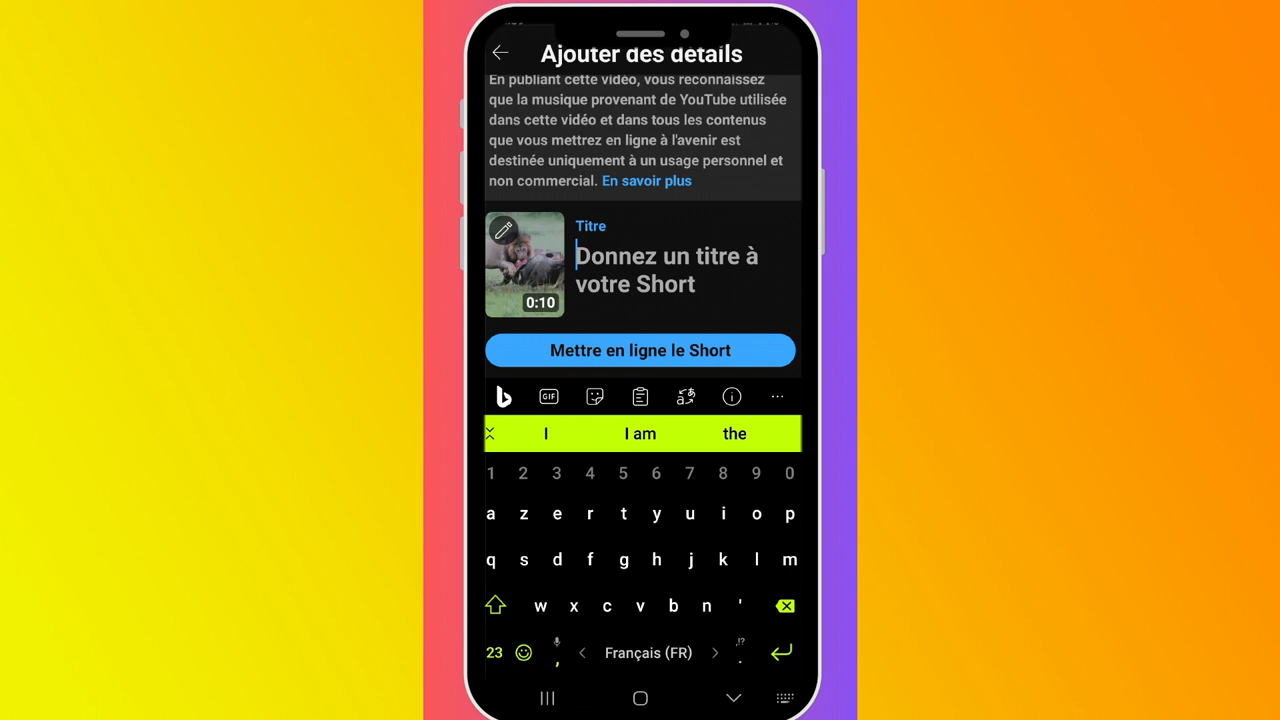 Ajouter des détails
En publiant cette vidéo, vous reconnaissez
que la musique provenant de YouTube utilisée
dans cette vidéo et dans tous les contenus
que vous mettrez en ligne à l'avenir est
destinée uniquement à un usage personnel et
non commercial. En savoir plus
Titre
Donnez un titre à
votre Short
0:10
Mettre en ligne le Short
GIF
I I am the
1 2 3 4 5 6 7 8 9 0
a z e r t y u i o p
q s d f g h j k l m
w x c v b n '
23 , < Français (FR) > ,!? .